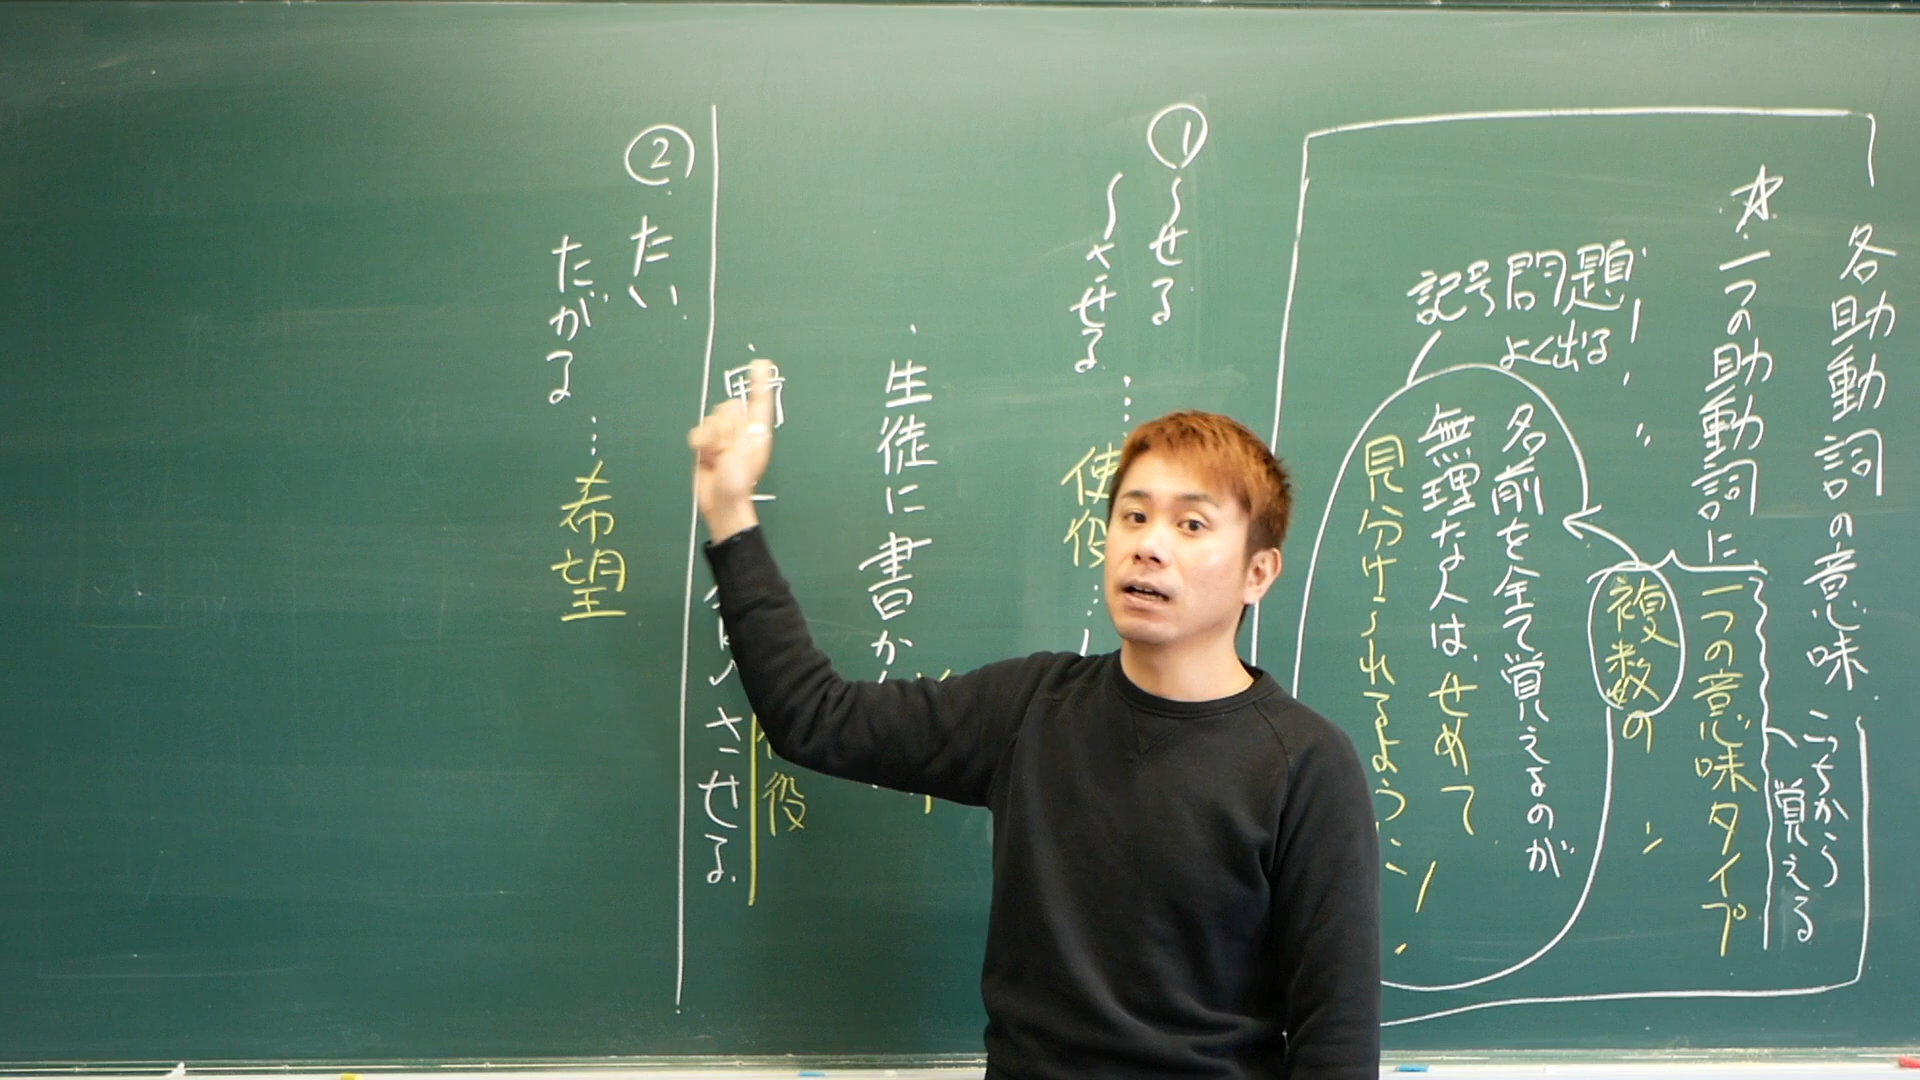 各助動詞の意味
こっちから
覚える
一つの助動詞に
一つの意味タイプ
複数の 〃
記号問題
よく出る!
名前を全て覚えるのが
無理な人は、せめて
見分けられるように!!
① 〜せる
〜させる … 使役
・生徒に書か
役
させる。
② たい
たがる … 希望